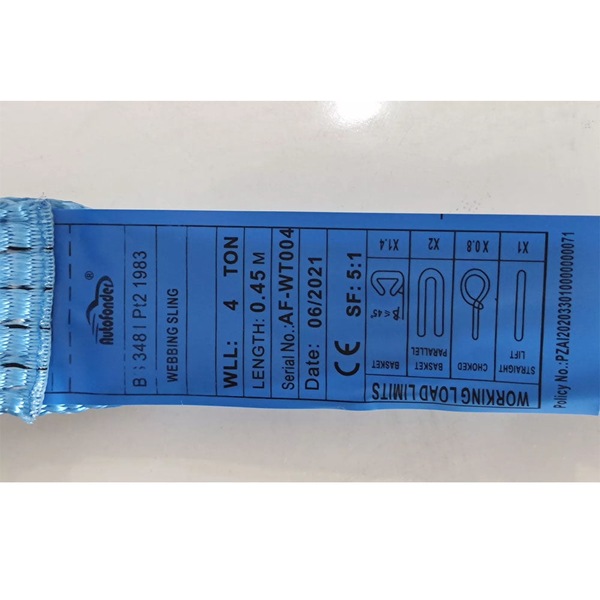 ®
Autofonder
B S 3481 Pt2 1983
WEBBING SLING
WLL: 4 TON
LENGTH: 0.45 M
Serial No.:AF-WT004
Date: 06/2021
CE SF: 5:1
WORKING LOAD LIMITS
STRAIGHT LIFT X1
CHOKED X0.8
PARALLEL BASKET X2
BASKET ≤45° X1.4
Policy No.:PZAI20203301000000071